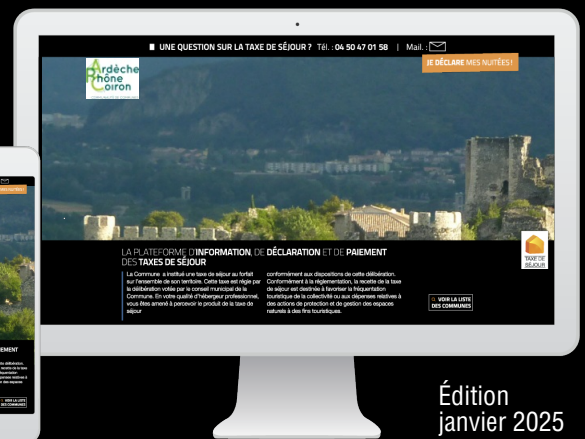 UNE QUESTION SUR LA TAXE DE SÉJOUR ? Tél. : 04 50 47 01 58 | Mail. :
JE DÉCLARE MES NUITÉES !
Ardèche
Rhône
Coiron
LA PLATEFORME D'INFORMATION, DE DÉCLARATION ET DE PAIEMENT
DES TAXES DE SÉJOUR
La Commune a institué une taxe de séjour au forfait
sur l'ensemble de son territoire. Cette taxe est régie par
la délibération votée par le conseil municipal de la
Commune. En votre qualité d'hébergeur professionnel,
vous êtes amené à percevoir le produit de la taxe de
séjour
conformément aux dispositions de cette délibération.
Conformément à la réglementation, la recette de la taxe
de séjour est destinée à favoriser la fréquentation
touristique de la collectivité ou aux dépenses relatives à
des actions de protection et de gestion des espaces
naturels à des fins touristiques.
TAXE DE
SÉJOUR
VOIR LA LISTE
DES COMMUNES
EMENT
VOIR LA LISTE
DES COMMUNES
Édition
janvier 2025